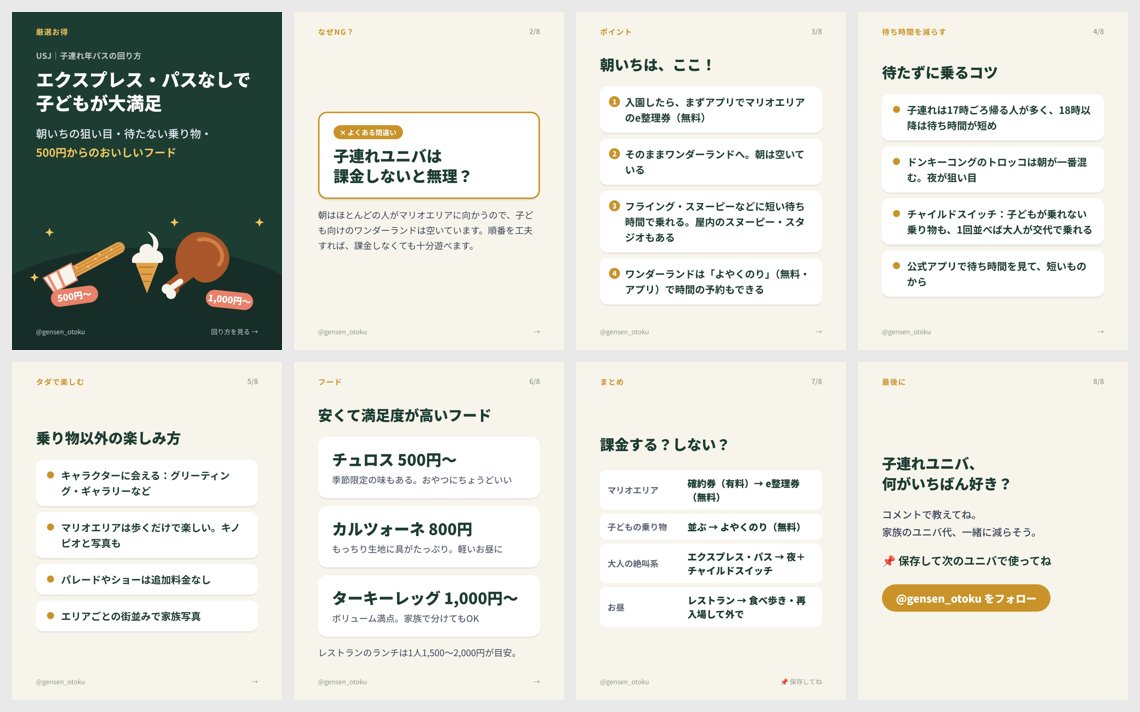 厳選お得
USJ｜子連れ年パスの回り方
エクスプレス・パスなしで
子どもが大満足
朝いちの狙い目・待たない乗り物・
500円からのおいしいフード
500円〜
1,000円〜
@gensen_otoku
回り方を見る →
なぜNG？
2/8
× よくある間違い
子連れユニバは
課金しないと無理？
朝はほとんどの人がマリオエリアに向かうので、子ど
も向けのワンダーランドは空いています。順番を工夫
すれば、課金しなくても十分遊べます。
@gensen_otoku
→
ポイント
3/8
朝いちは、ここ！
1 入園したら、まずアプリでマリオエリア
のe整理券（無料）
2 そのままワンダーランドへ。朝は空いて
いる
3 フライング・スヌーピーなどに短い待ち
時間で乗れる。屋内のスヌーピー・スタ
ジオもある
4 ワンダーランドは「よやくのり」（無料・
アプリ）で時間の予約もできる
@gensen_otoku
→
待ち時間を減らす
4/8
待たずに乗るコツ
子連れは17時ごろ帰る人が多く、18時以
降は待ち時間が短め
ドンキーコングのトロッコは朝が一番混
む。夜が狙い目
チャイルドスイッチ：子どもが乗れない
乗り物も、1回並べば大人が交代で乗れる
公式アプリで待ち時間を見て、短いもの
から
@gensen_otoku
→
タダで楽しむ
5/8
乗り物以外の楽しみ方
キャラクターに会える：グリーティン
グ・ギャラリーなど
マリオエリアは歩くだけで楽しい。キノ
ピオと写真も
パレードやショーは追加料金なし
エリアごとの街並みで家族写真
@gensen_otoku
→
フード
6/8
安くて満足度が高いフード
チュロス 500円〜
季節限定の味もある。おやつにちょうどいい
カルツォーネ 800円
もっちり生地に具がたっぷり。軽いお昼に
ターキーレッグ 1,000円〜
ボリューム満点。家族で分けてもOK
レストランのランチは1人1,500〜2,000円が目安。
@gensen_otoku
→
まとめ
7/8
課金する？しない？
マリオエリア
確約券（有料）→ e整理券
（無料）
子どもの乗り物
並ぶ → よやくのり（無料）
大人の絶叫系
エクスプレス・パス → 夜＋
チャイルドスイッチ
お昼
レストラン → 食べ歩き・再
入場して外で
@gensen_otoku
📌 保存してね
最後に
8/8
子連れユニバ、
何がいちばん好き？
コメントで教えてね。
家族のユニバ代、一緒に減らそう。
📌 保存して次のユニバで使ってね
@gensen_otoku をフォロー